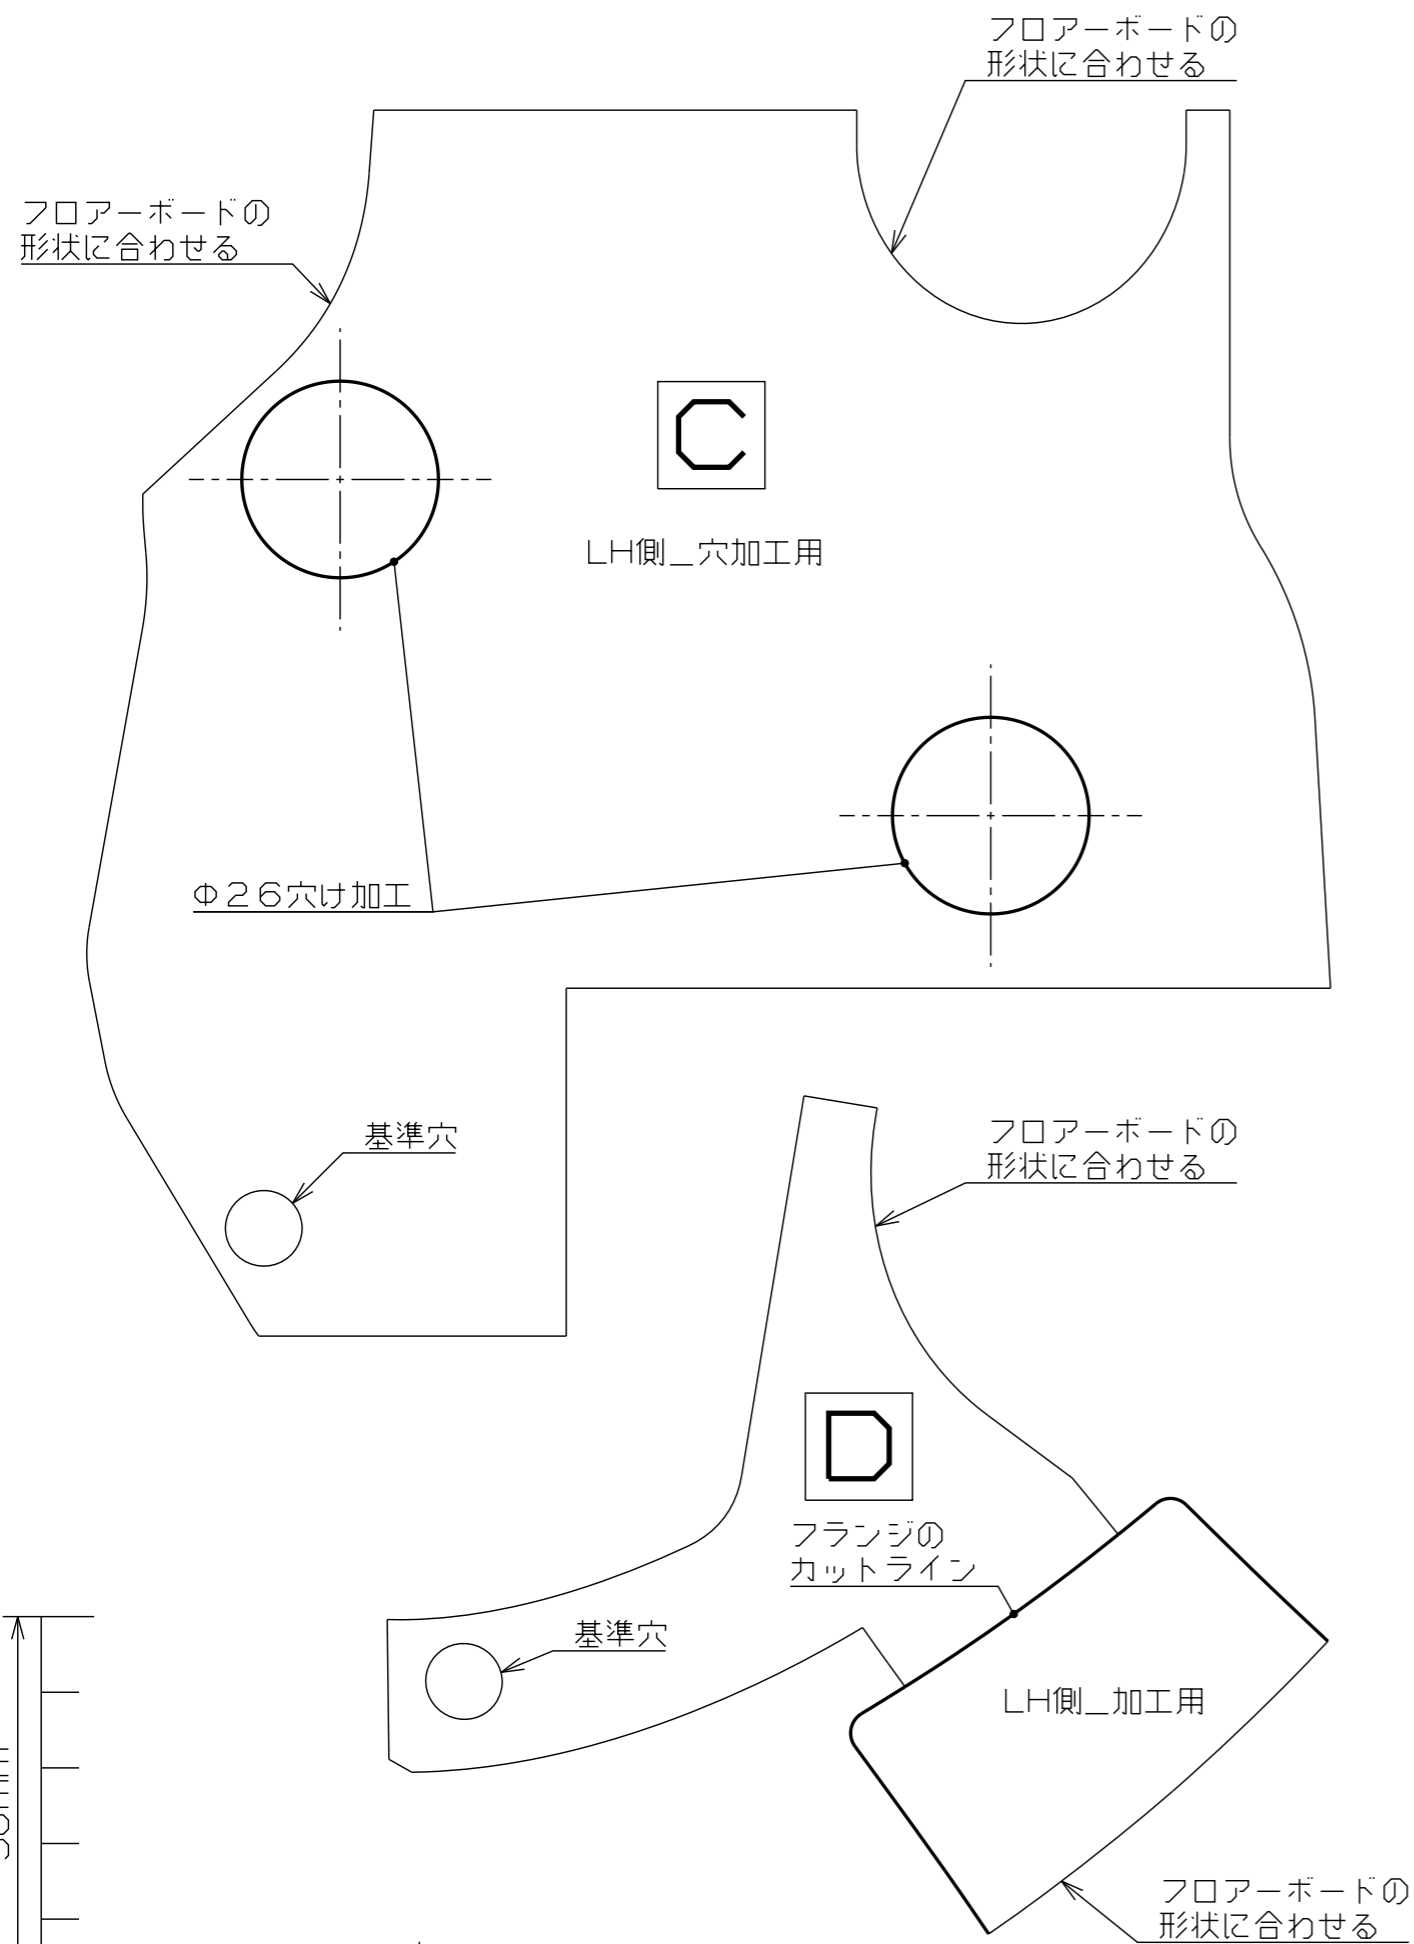 フロアーボードの
形状に合わせる
フロアーボードの
形状に合わせる
C
LH側_穴加工用
Φ26穴け加工
基準穴
フロアーボードの
形状に合わせる
D
フランジの
カットライン
基準穴
LH側_加工用
フロアーボードの
形状に合わせる